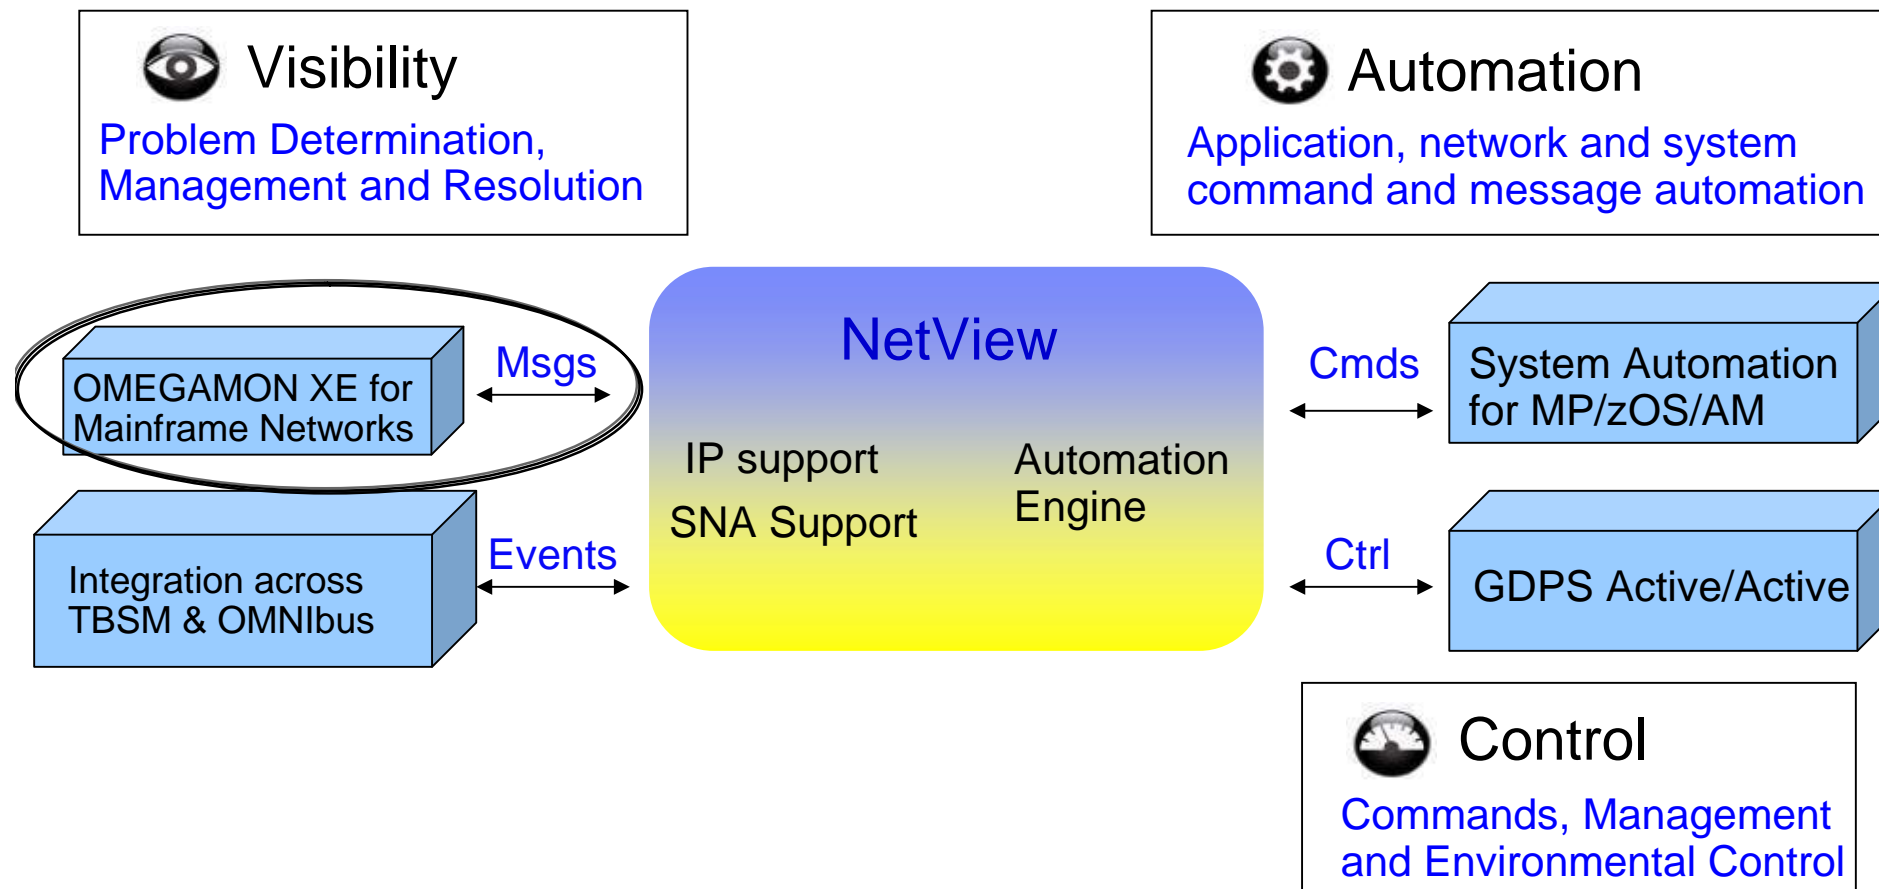 Visibility
Problem Determination,
Management and Resolution
Automation
Application, network and system
command and message automation
OMEGAMON XE for
Mainframe Networks
Msgs
Integration across
TBSM & OMNIbus
Events
NetView
IP support
SNA Support
Automation
Engine
Cmds
System Automation
for MP/zOS/AM
Ctrl
GDPS Active/Active
Control
Commands, Management
and Environmental Control